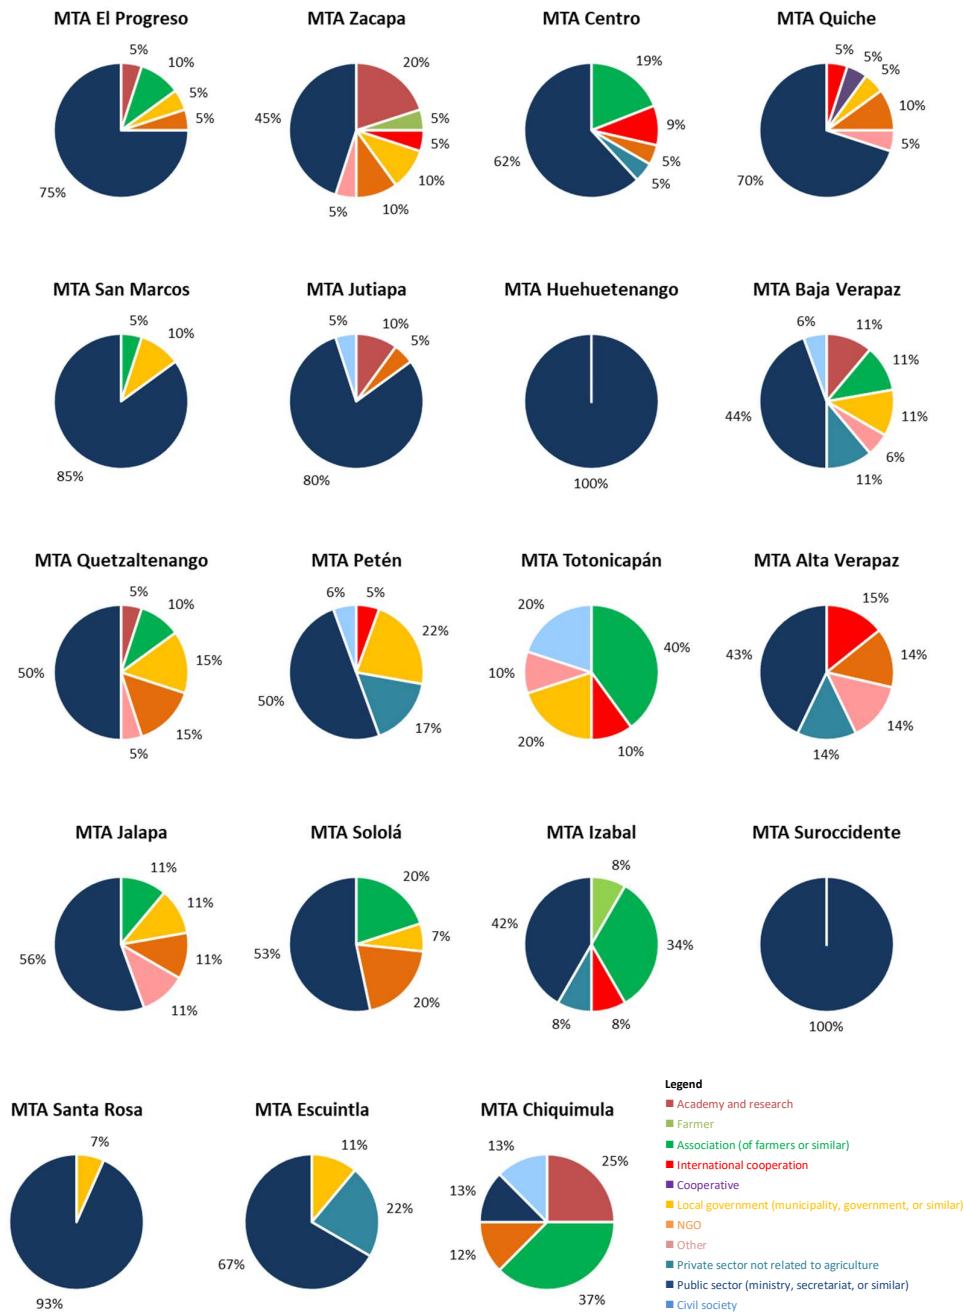 MTA El Progreso
5%
10%
5%
5%
75%
MTA Zacapa
20%
5%
5%
10%
10%
5%
45%
MTA Centro
19%
9%
5%
5%
62%
MTA Quiche
5%
5%
5%
10%
5%
70%
MTA San Marcos
5%
10%
85%
MTA Jutiapa
5%
10%
5%
80%
MTA Huehuetenango
100%
MTA Baja Verapaz
6%
11%
11%
11%
6%
11%
44%
MTA Quetzaltenango
5%
10%
15%
15%
5%
50%
MTA Petén
6%
5%
22%
17%
50%
MTA Totonicapán
20%
40%
10%
20%
10%
MTA Alta Verapaz
15%
14%
14%
14%
43%
MTA Jalapa
11%
11%
11%
11%
56%
MTA Sololá
20%
7%
20%
53%
MTA Izabal
8%
34%
8%
8%
42%
MTA Suroccidente
100%
MTA Santa Rosa
7%
93%
MTA Escuintla
11%
22%
67%
MTA Chiquimula
13%
25%
37%
12%
13%
Legend
Academy and research
Farmer
Association (of farmers or similar)
International cooperation
Cooperative
Local government (municipality, government, or similar)
NGO
Other
Private sector not related to agriculture
Public sector (ministry, secretariat, or similar)
Civil society